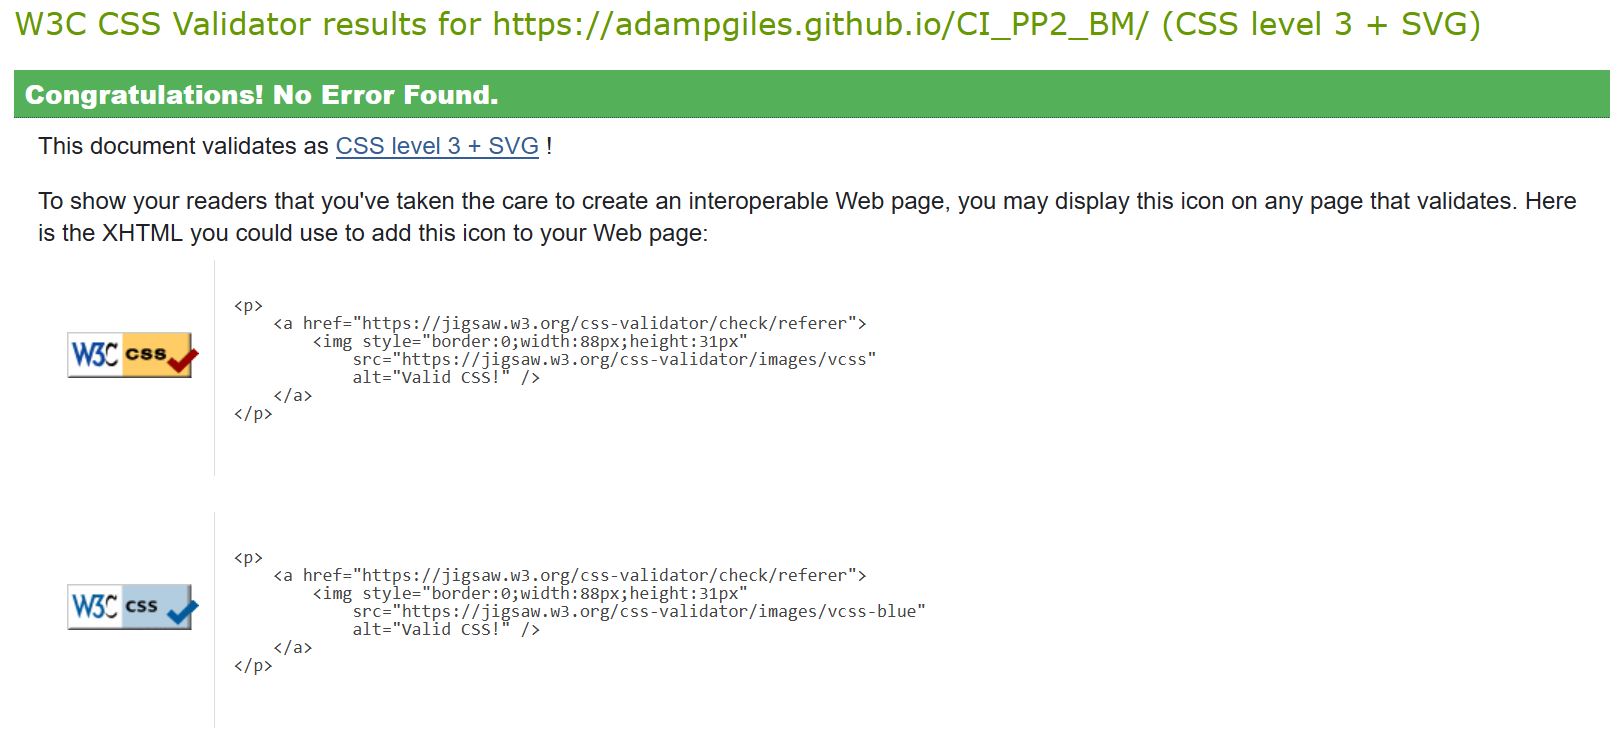 W3C CSS Validator results for https://adampgiles.github.io/CI_PP2_BM/ (CSS level 3 + SVG)
Congratulations! No Error Found.
This document validates as CSS level 3 + SVG !
To show your readers that you've taken the care to create an interoperable Web page, you may display this icon on any page that validates. Here
is the XHTML you could use to add this icon to your Web page:
W3C css
<p>
    <a href="https://jigsaw.w3.org/css-validator/check/referer">
        <img style="border:0;width:88px;height:31px"
            src="https://jigsaw.w3.org/css-validator/images/vcss"
            alt="Valid CSS!" />
    </a>
</p>
W3C css
<p>
    <a href="https://jigsaw.w3.org/css-validator/check/referer">
        <img style="border:0;width:88px;height:31px"
            src="https://jigsaw.w3.org/css-validator/images/vcss-blue"
            alt="Valid CSS!" />
    </a>
</p>